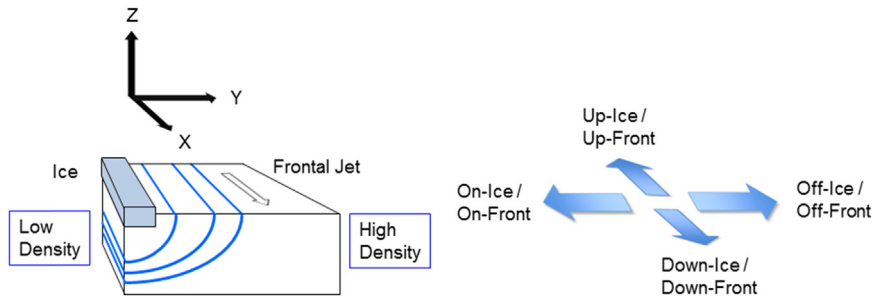 Z
Y
X
Ice
Frontal Jet
Low
Density
High
Density
Up-Ice /
Up-Front
On-Ice /
On-Front
Off-Ice /
Off-Front
Down-Ice /
Down-Front